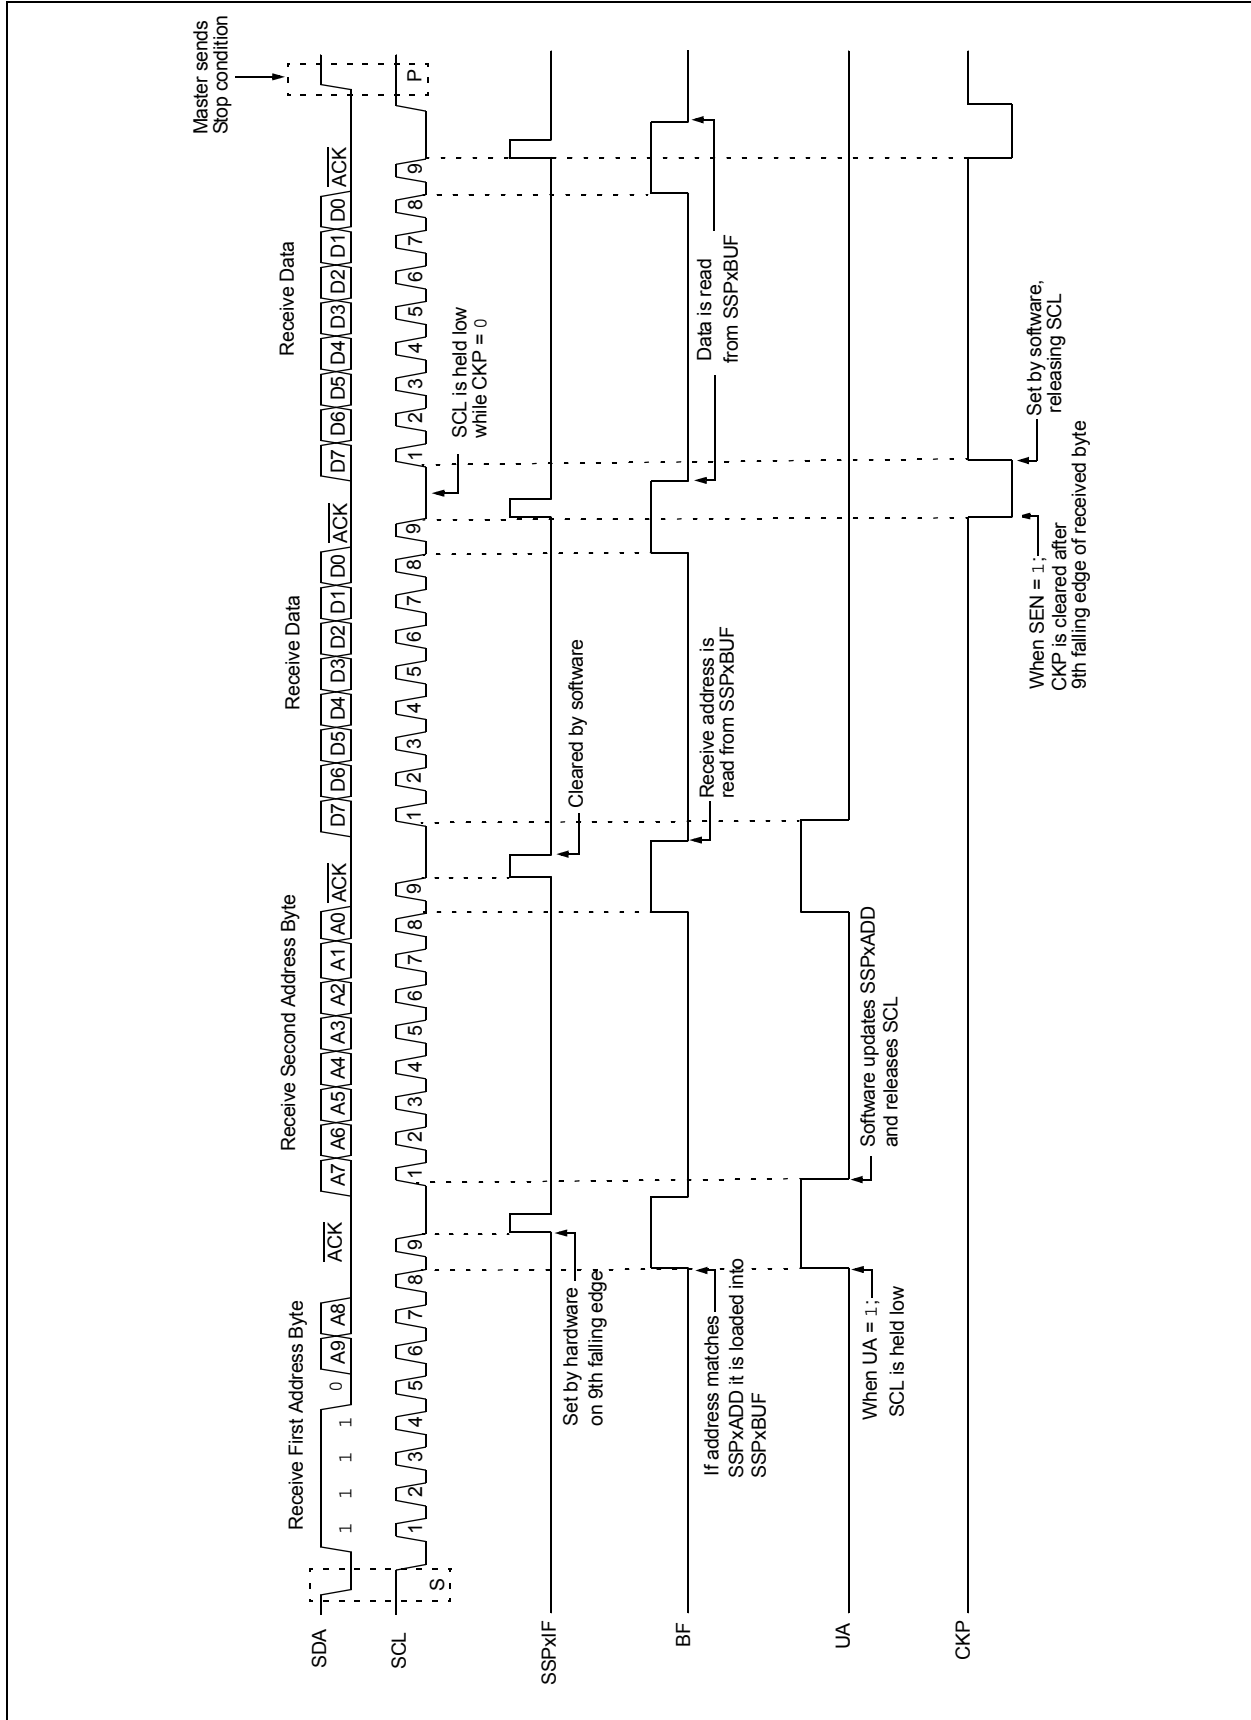 Master sends
Stop condition
Receive First Address Byte
Receive Second Address Byte
Receive Data
Receive Data
SDA
1 1 1 1 0 A9 A8 ACK
A7 A6 A5 A4 A3 A2 A1 A0 ACK
D7 D6 D5 D4 D3 D2 D1 D0 ACK
D7 D6 D5 D4 D3 D2 D1 D0 ACK
SCL
S
1 2 3 4 5 6 7 8 9
1 2 3 4 5 6 7 8 9
1 2 3 4 5 6 7 8 9
1 2 3 4 5 6 7 8 9
P
SCL is held low
while CKP = 0
SSPxIF
Set by hardware
on 9th falling edge
Cleared by software
BF
If address matches
SSPxADD it is loaded into
SSPxBUF
Receive address is
read from SSPxBUF
Data is read
from SSPxBUF
UA
When UA = 1;
SCL is held low
Software updates SSPxADD
and releases SCL
CKP
When SEN = 1;
CKP is cleared after
9th falling edge of received byte
Set by software,
releasing SCL